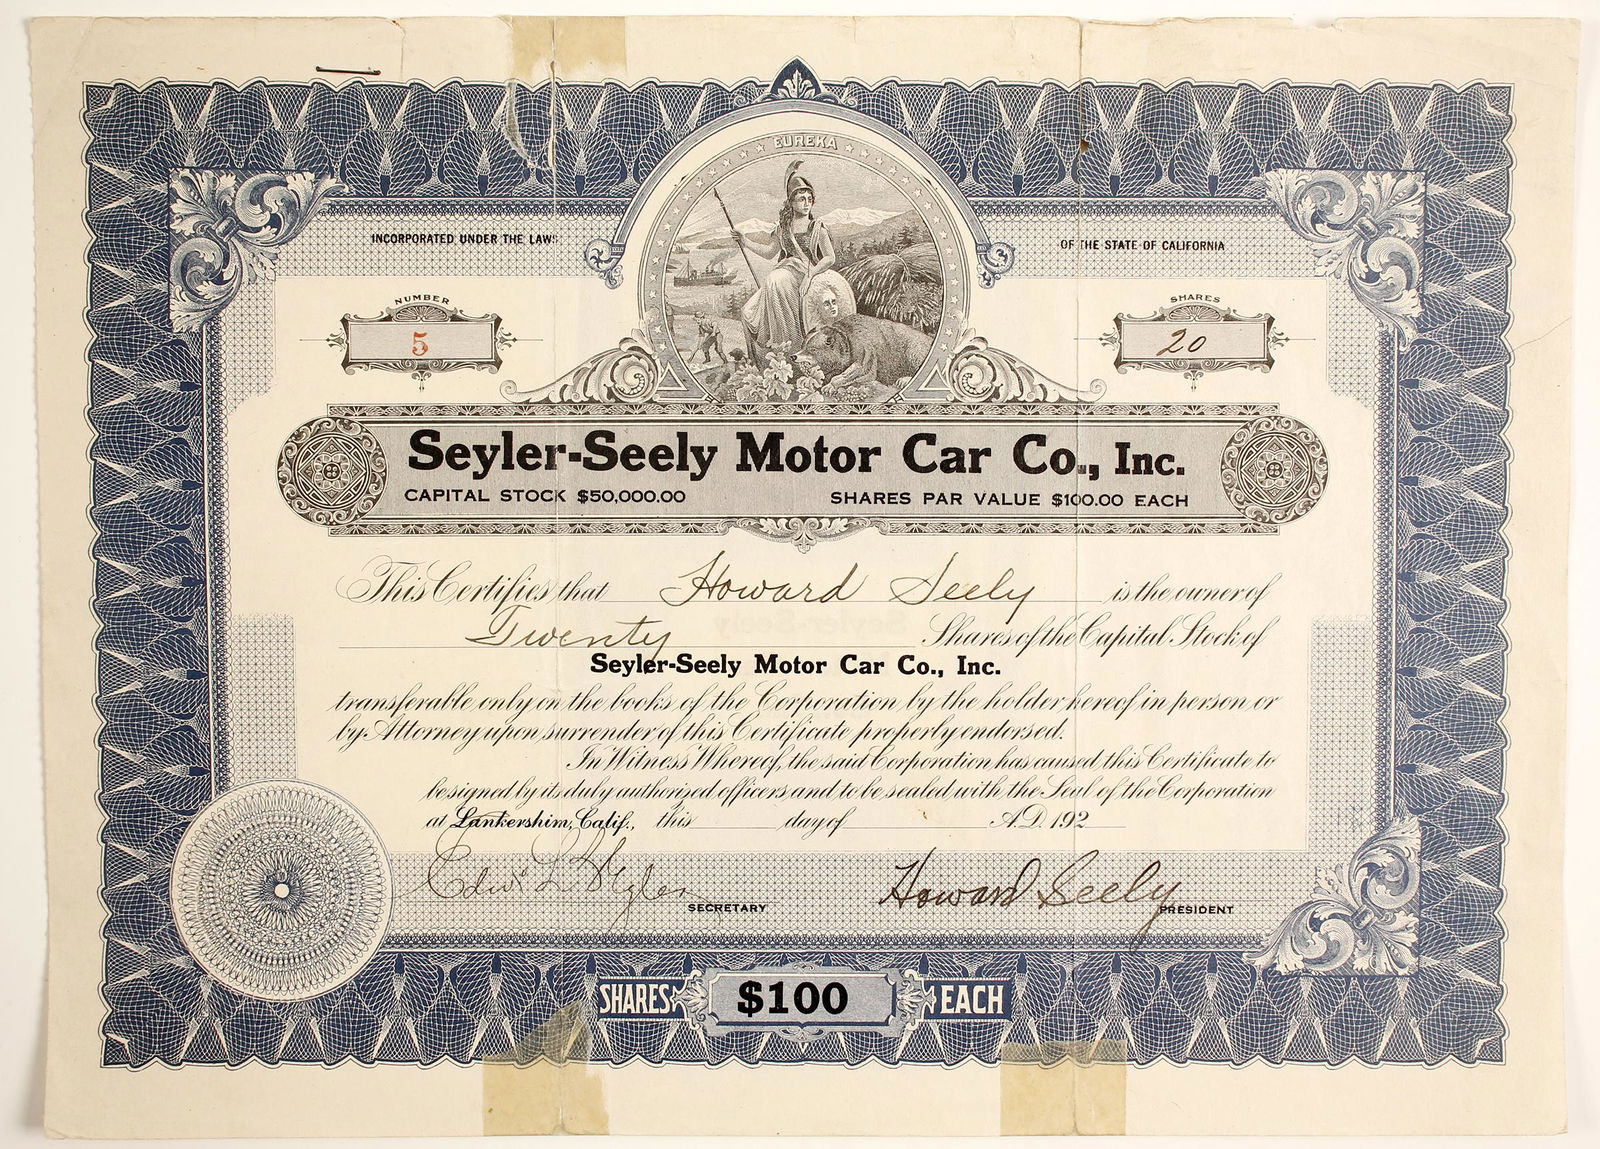 EUREKA
INCORPORATED UNDER THE LAWS
OF THE STATE OF CALIFORNIA
NUMBER
5
SHARES
20
Seyler-Seely Motor Car Co., Inc.
CAPITAL STOCK $50,000.00 SHARES PAR VALUE $100.00 EACH
This Certifies that Howard Seely is the owner of
Twenty Shares of the Capital Stock of
Seyler-Seely Motor Car Co., Inc.
transferable only on the books of the Corporation by the holder hereof in person or
by Attorney upon surrender of this Certificate properly endorsed.
In Witness Whereof, the said Corporation has caused this Certificate to
be signed by its duly authorized officers and to be sealed with the Seal of the Corporation
at Lankershim, Calif., this day of A.D. 192
Edw. L. Seyler SECRETARY
Howard Seely PRESIDENT
SHARES $100 EACH